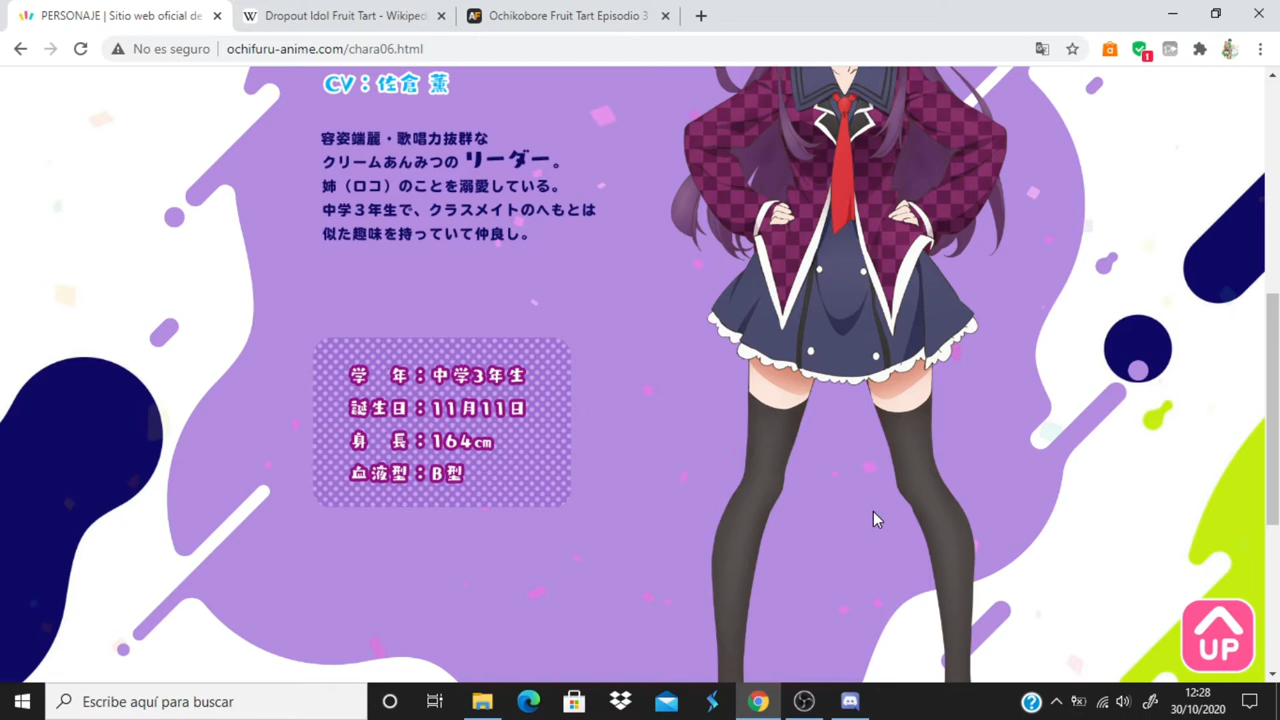 PERSONAJE | Sitio web oficial de
Dropout Idol Fruit Tart - Wikiped
Ochikobore Fruit Tart Episodio 3
No es seguro
ochifuru-anime.com/chara06.html
CV：佐倉 薫
容姿端麗・歌唱力抜群な
クリームあんみつの リーダー。
姉（ロコ）のことを溺愛している。
中学３年生で、クラスメイトのへもとは
似た趣味を持っていて仲良し。
学 年：中学3年生
誕生日：11月11日
身 長：164cm
血液型：B型
UP
Escribe aquí para buscar
12:28
30/10/2020